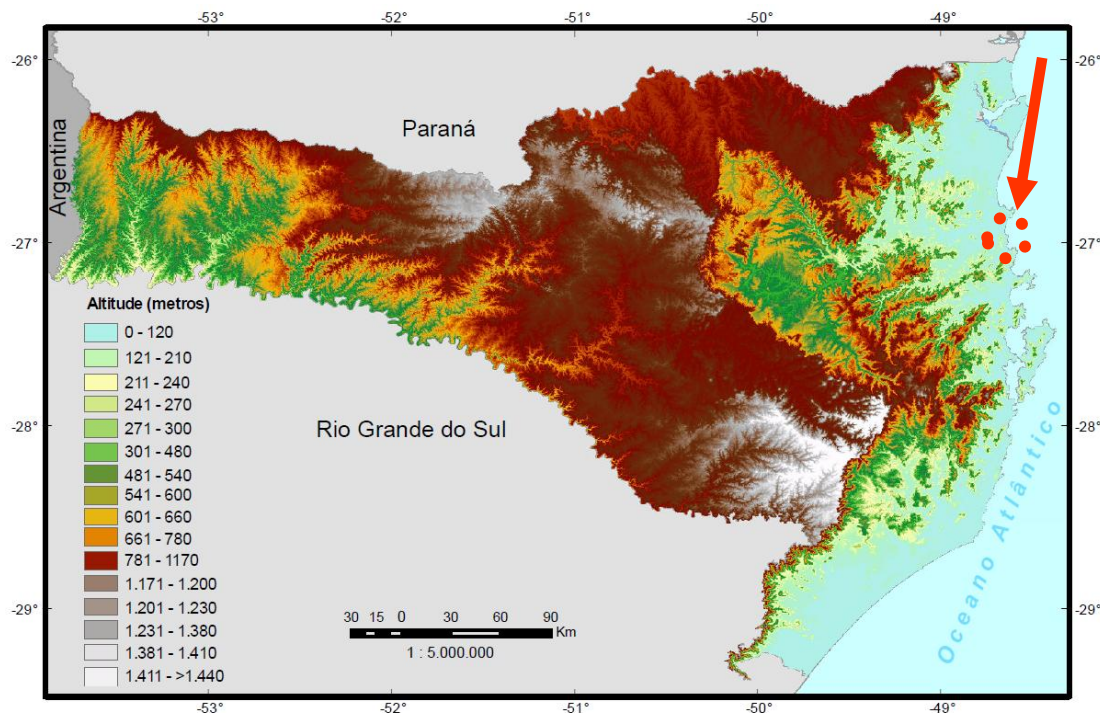 -53° -52° -51° -50° -49°
-26° -26°
Paraná
Argentina
-27° -27°
Altitude (metros)
0 - 120
121 - 210
211 - 240
241 - 270
271 - 300
301 - 480
481 - 540
541 - 600
601 - 660
661 - 780
781 - 1170
1.171 - 1.200
1.201 - 1.230
1.231 - 1.380
1.381 - 1.410
1.411 - >1.440
Rio Grande do Sul
-28° -28°
Oceano Atlântico
-29° -29°
30 15 0 30 60 90
Km
1 : 5.000.000
-53° -52° -51° -50° -49°